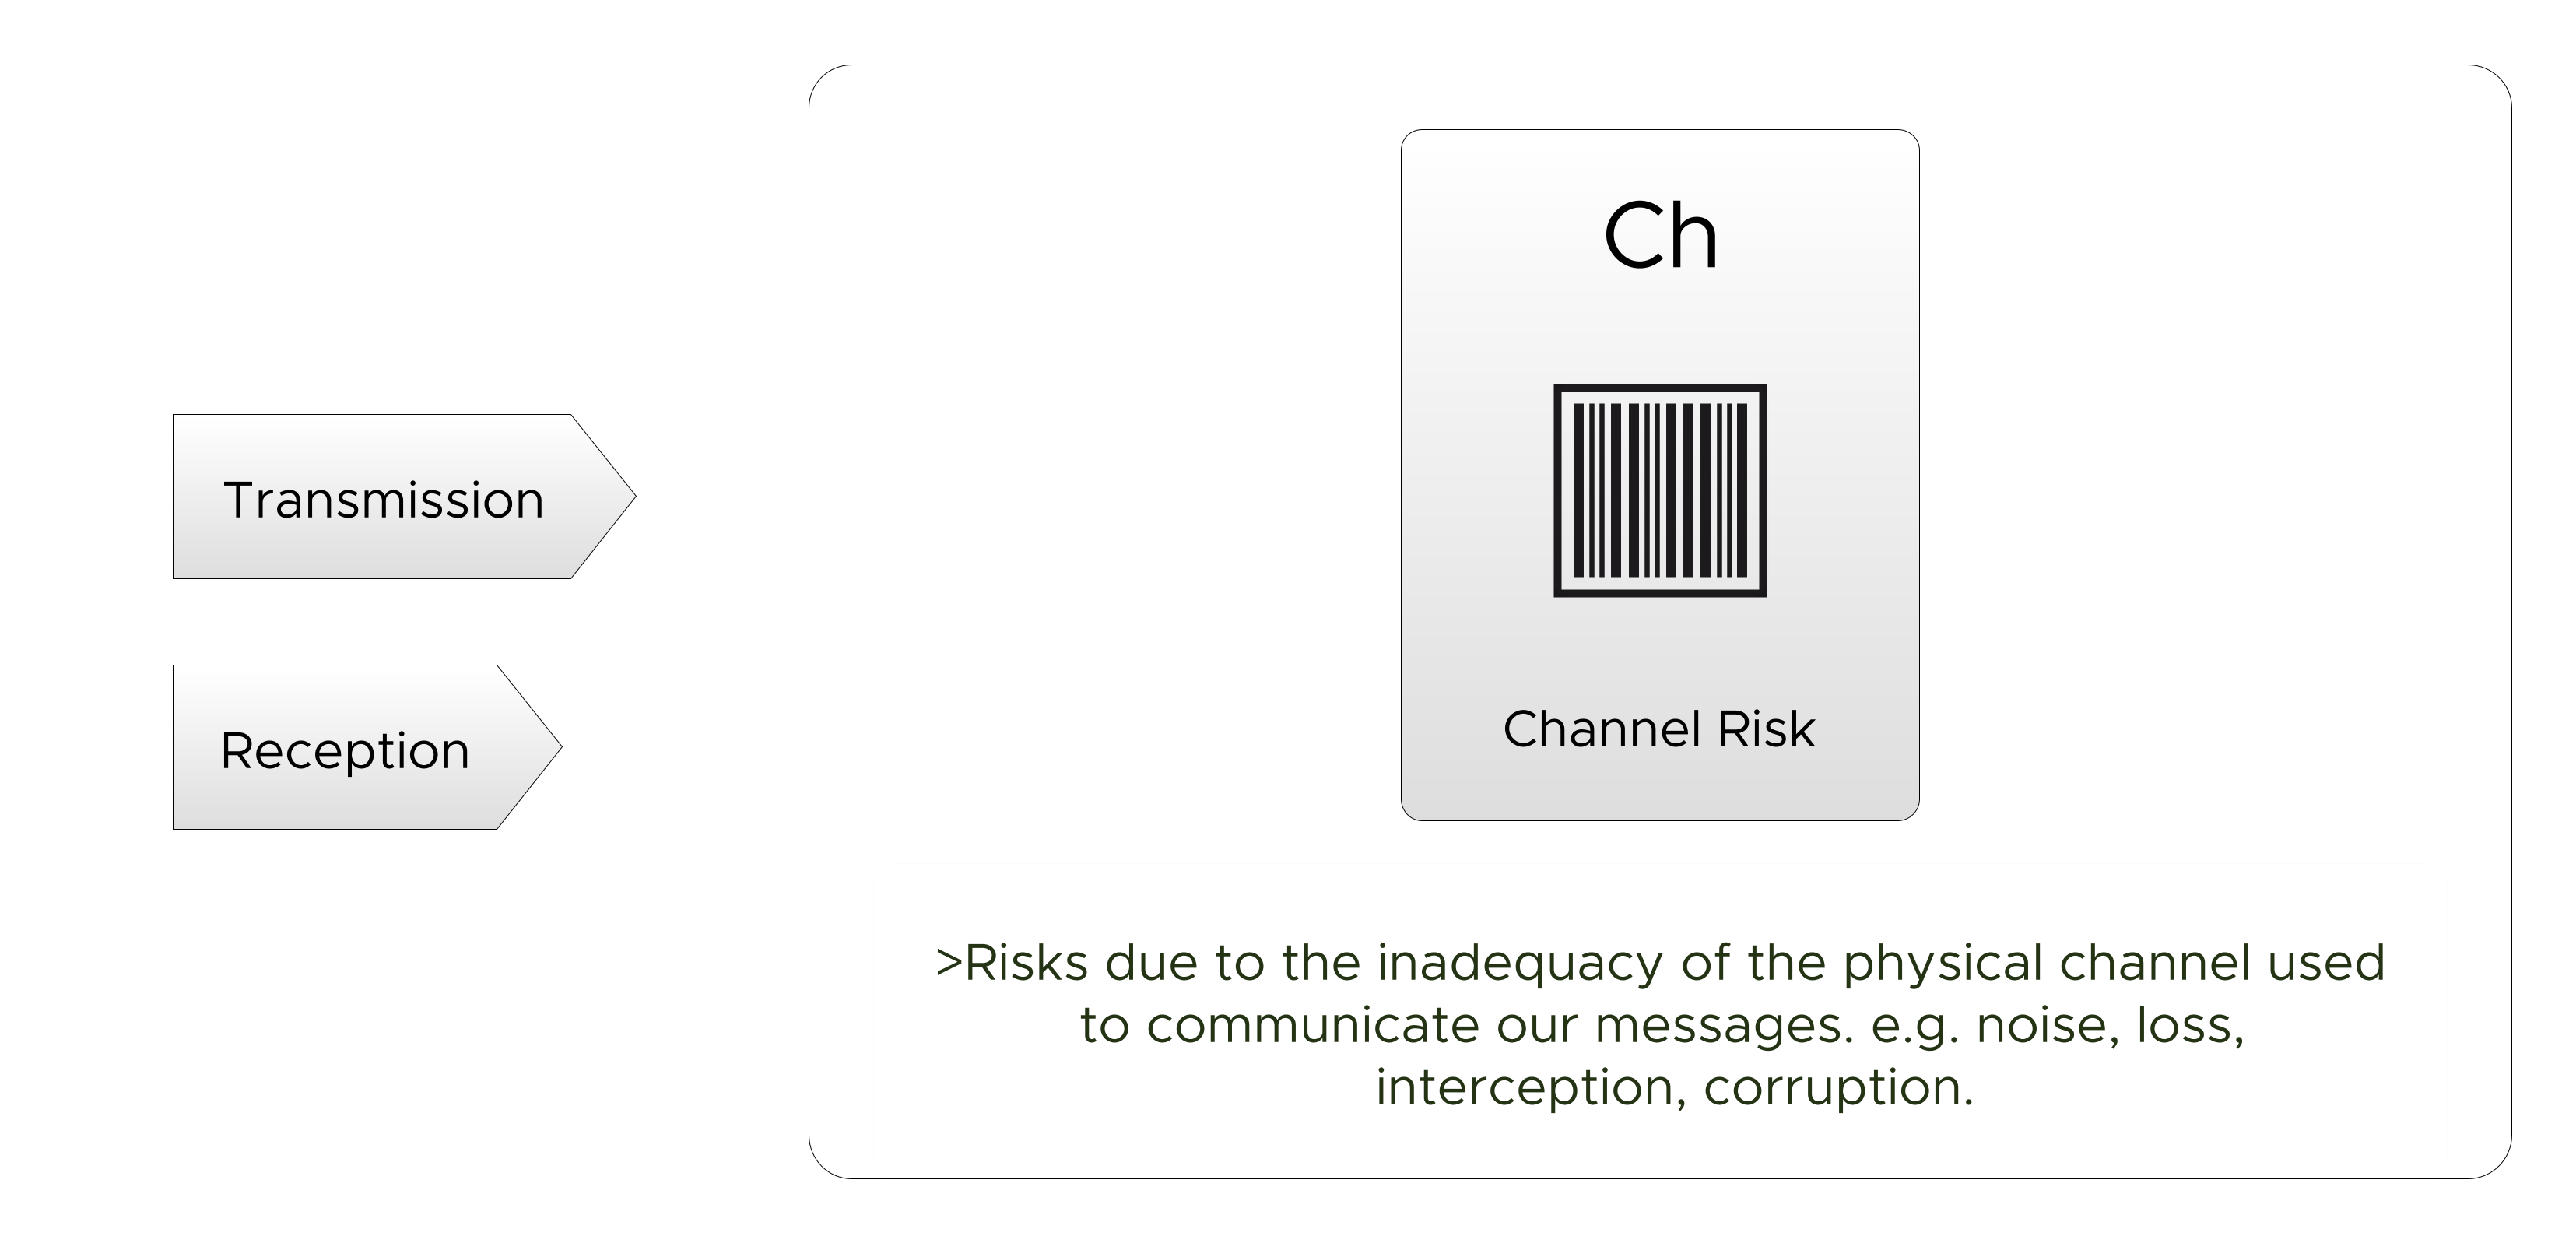 Transmission
Reception
Ch
Channel Risk
>Risks due to the inadequacy of the physical channel used
to communicate our messages. e.g. noise, loss,
interception, corruption.